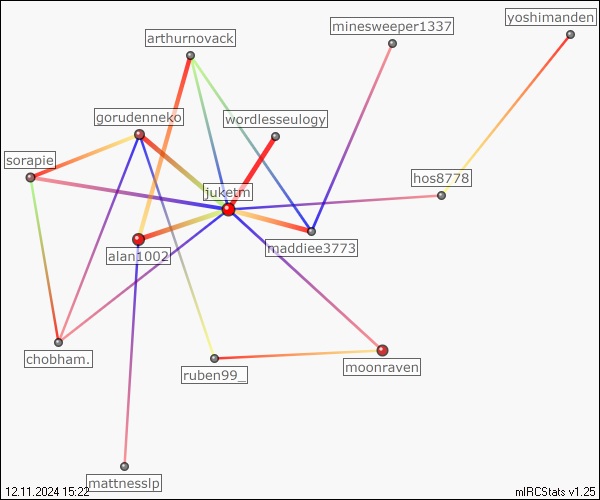 yoshimanden
minesweeper1337
arthurnovack
gorudenneko
wordlesseulogy
sorapie
hos8778
juketm
maddiee3773
alan1002
chobham.
moonraven
ruben99_
mattnesslp
12.11.2024 15:22
mIRCStats v1.25